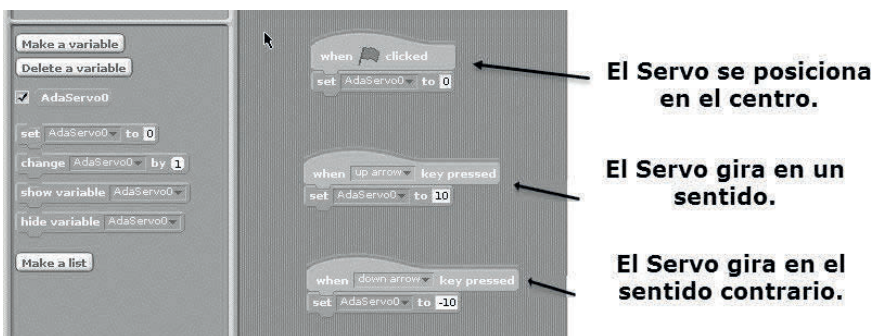 Make a variable
Delete a variable
AdaServo0
set AdaServo0 to 0
change AdaServo0 by 1
show variable AdaServo0
hide variable AdaServo0
Make a list
when clicked
set AdaServo0 to 0
El Servo se posiciona
en el centro.
when up arrow key pressed
set AdaServo0 to 10
El Servo gira en un
sentido.
when down arrow key pressed
set AdaServo0 to -10
El Servo gira en el
sentido contrario.